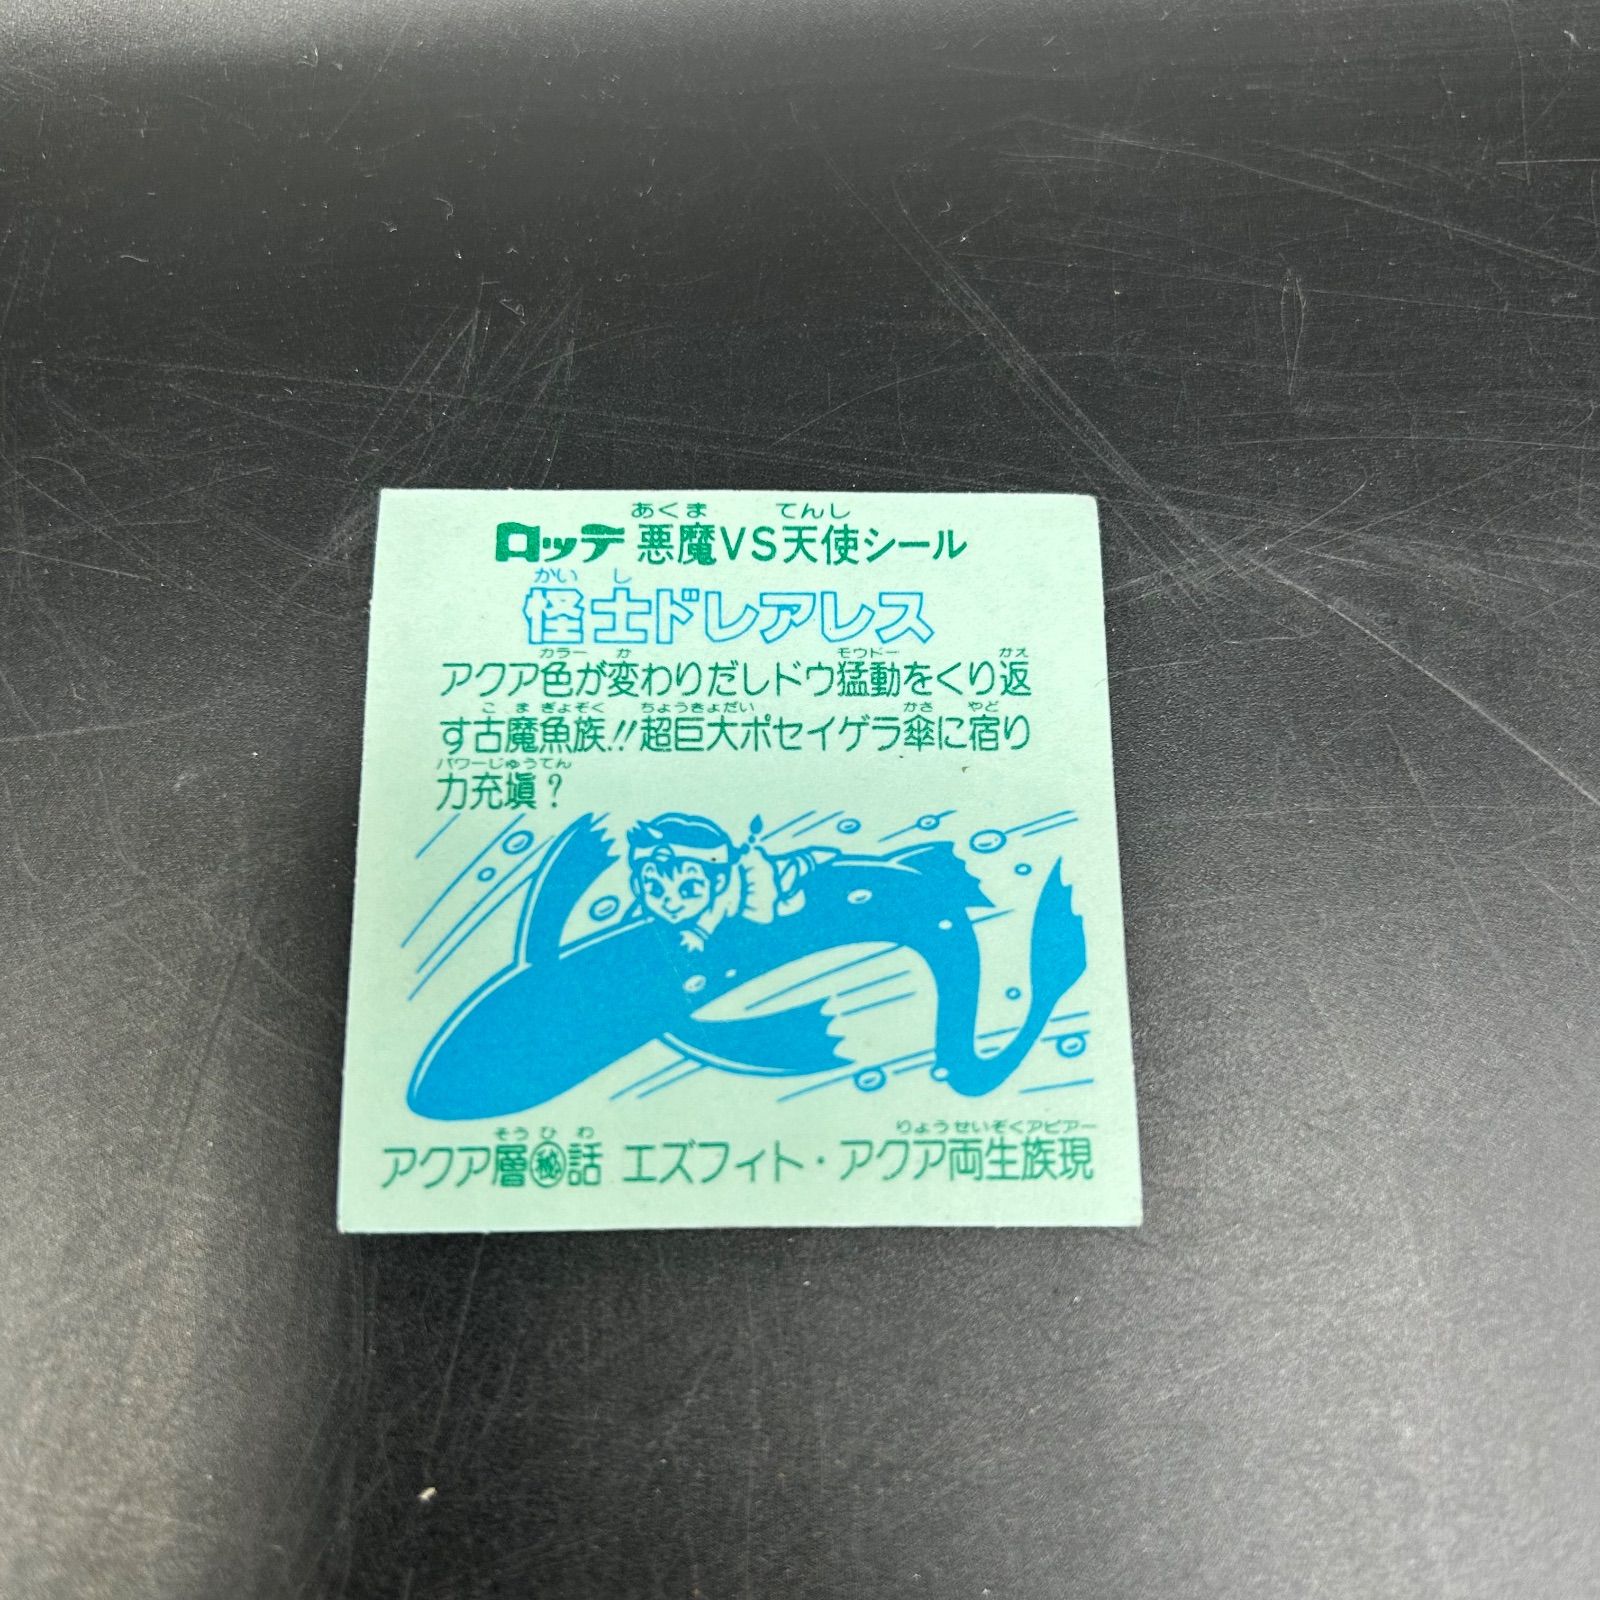 あくま てんし
ロッテ 悪魔VS天使シール
かい し
怪士ドレアレス
カラー か モウドー かえ
アクア色が変わりだしドウ猛動をくり返
こ ま ぎょぞく ちょうきょだい かさ やど
す古魔魚族!!超巨大ポセイゲラ傘に宿り
パワーじゅうてん
力充塡?
そう ひ わ りょうせいぞくアピアー
アクア層㊙話 エズフィト・アクア両生族現